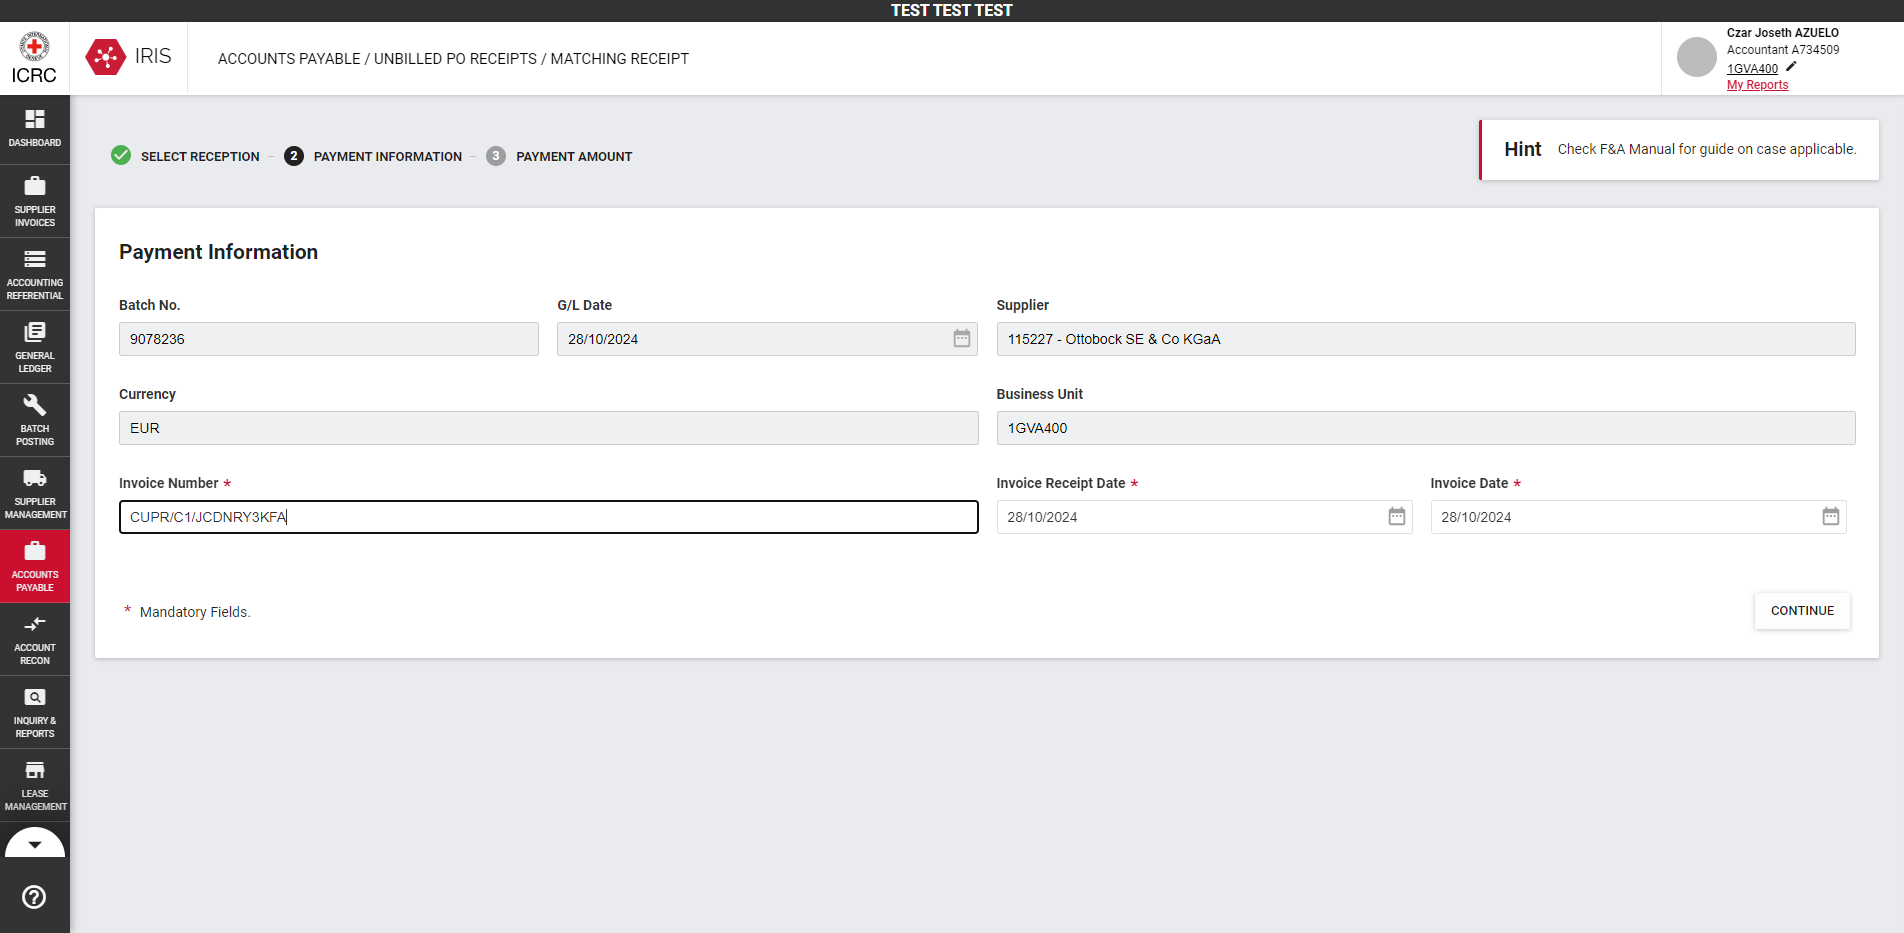 TEST TEST TEST
ICRC
IRIS
ACCOUNTS PAYABLE / UNBILLED PO RECEIPTS / MATCHING RECEIPT
Czar Joseth AZUELO
Accountant A734509
1GVA400
My Reports
DASHBOARD
SUPPLIER
INVOICES
ACCOUNTING
REFERENTIAL
GENERAL
LEDGER
BATCH
POSTING
SUPPLIER
MANAGEMENT
ACCOUNTS
PAYABLE
ACCOUNT
RECON
INQUIRY &
REPORTS
LEASE
MANAGEMENT
SELECT RECEPTION – 2 PAYMENT INFORMATION – 3 PAYMENT AMOUNT
Hint Check F&A Manual for guide on case applicable.
Payment Information
Batch No. G/L Date Supplier
9078236 28/10/2024 115227 - Ottobock SE & Co KGaA
Currency Business Unit
EUR 1GVA400
Invoice Number * Invoice Receipt Date * Invoice Date *
CUPR/C1/JCDNRY3KFA 28/10/2024 28/10/2024
* Mandatory Fields.
CONTINUE